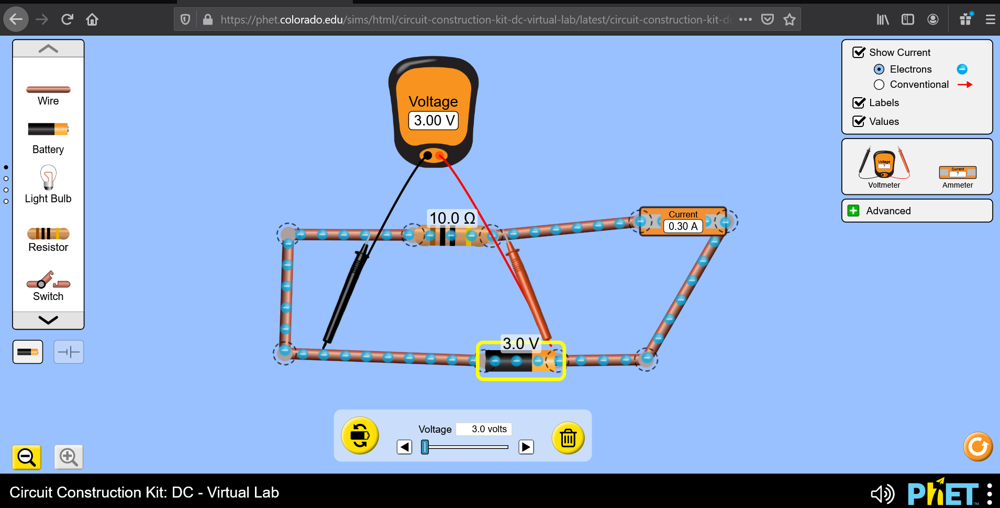 https://phet.colorado.edu/sims/html/circuit-construction-kit-dc-virtual-lab/latest/circuit-construction-kit-dc
Wire
Battery
Light Bulb
Resistor
Switch
Voltage
3.00 V
10.0 Ω
Current
0.30 A
3.0 V
Voltage 3.0 volts
Show Current
Electrons
Conventional
Labels
Values
Voltage
?
Voltmeter
Current
?
Ammeter
Advanced
Circuit Construction Kit: DC - Virtual Lab
PhET
TM